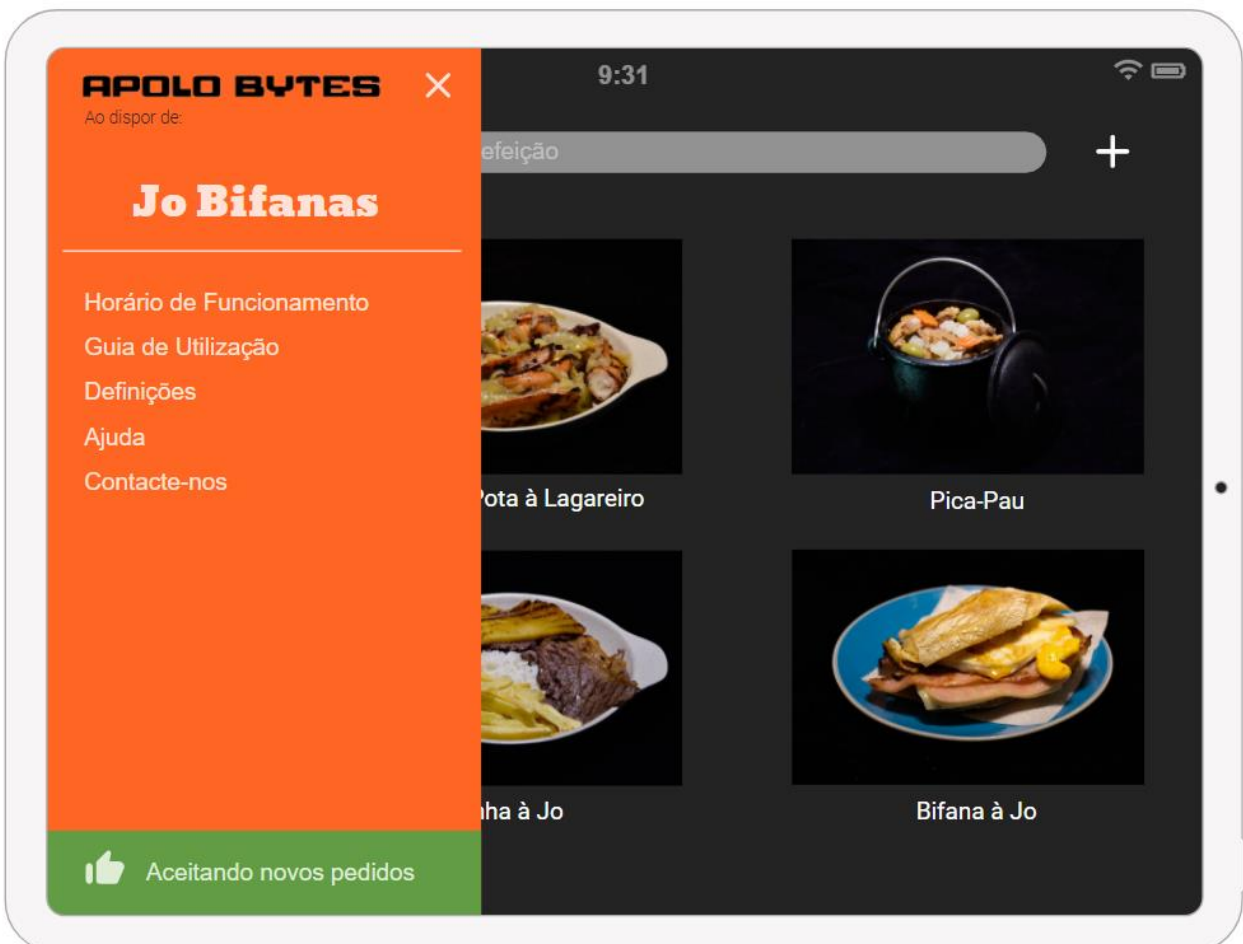 APOLO BYTES
9:31
Ao dispor de:
efeição
Jo Bifanas
Horário de Funcionamento
Guia de Utilização
Definições
Ajuda
Contacte-nos
Pota à Lagareiro
Pica-Pau
nha à Jo
Bifana à Jo
Aceitando novos pedidos